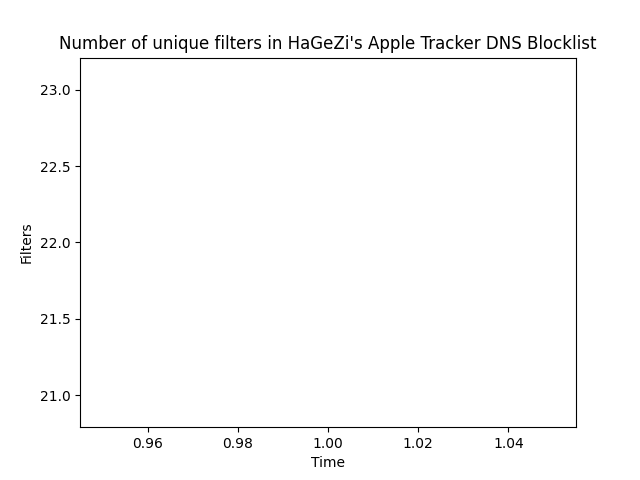 Number of unique filters in HaGeZi's Apple Tracker DNS Blocklist
23.0
22.5
22.0
21.5
21.0
Filters
0.96 0.98 1.00 1.02 1.04
Time